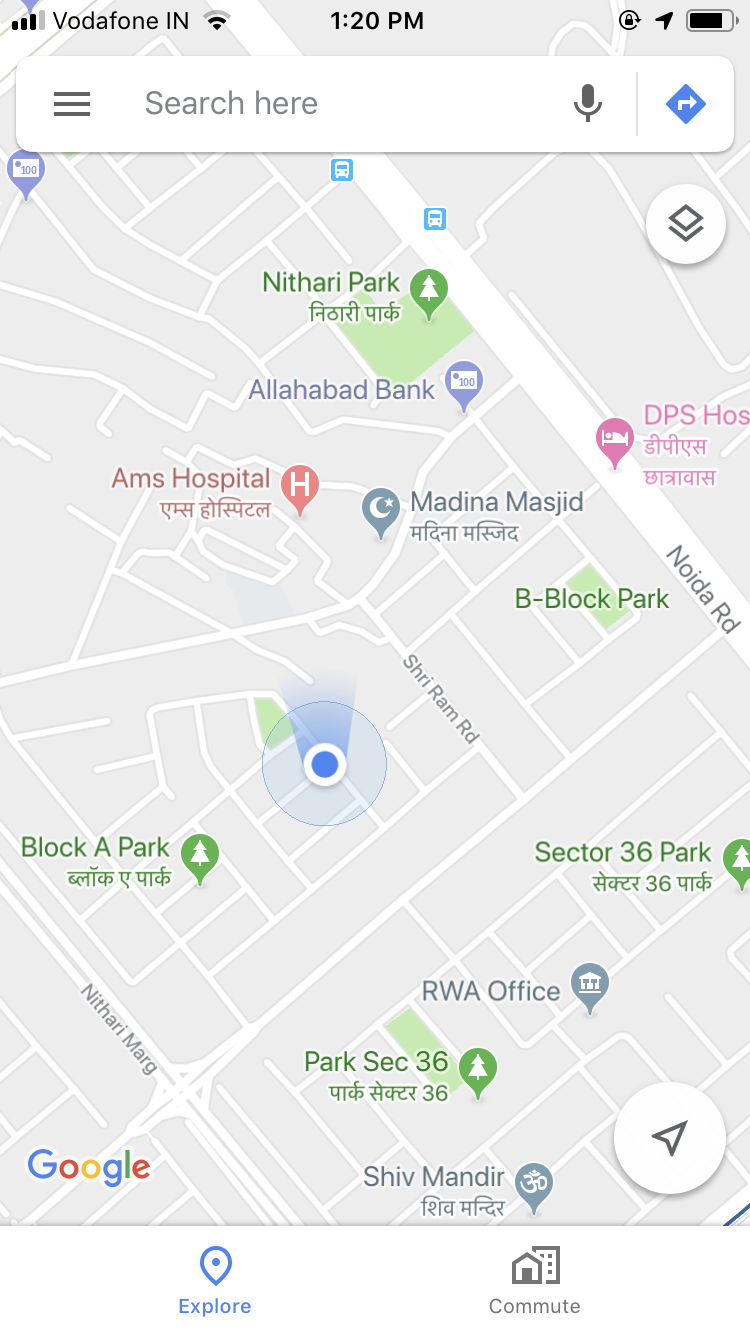 Vodafone IN 1:20 PM
Search here
100
Nithari Park
निठारी पार्क
Allahabad Bank
100
DPS Hos
डीपीएस
छात्रावास
Ams Hospital
एम्स होस्पिटल
H
Madina Masjid
मदिना मस्जिद
Noida Rd
B-Block Park
Shri Ram Rd
Block A Park
ब्लॉक ए पार्क
Sector 36 Park
सेक्टर 36 पार्क
RWA Office
Nithari Marg
Park Sec 36
पार्क सेक्टर 36
Google
Shiv Mandir
शिव मन्दिर
ॐ
Explore
Commute